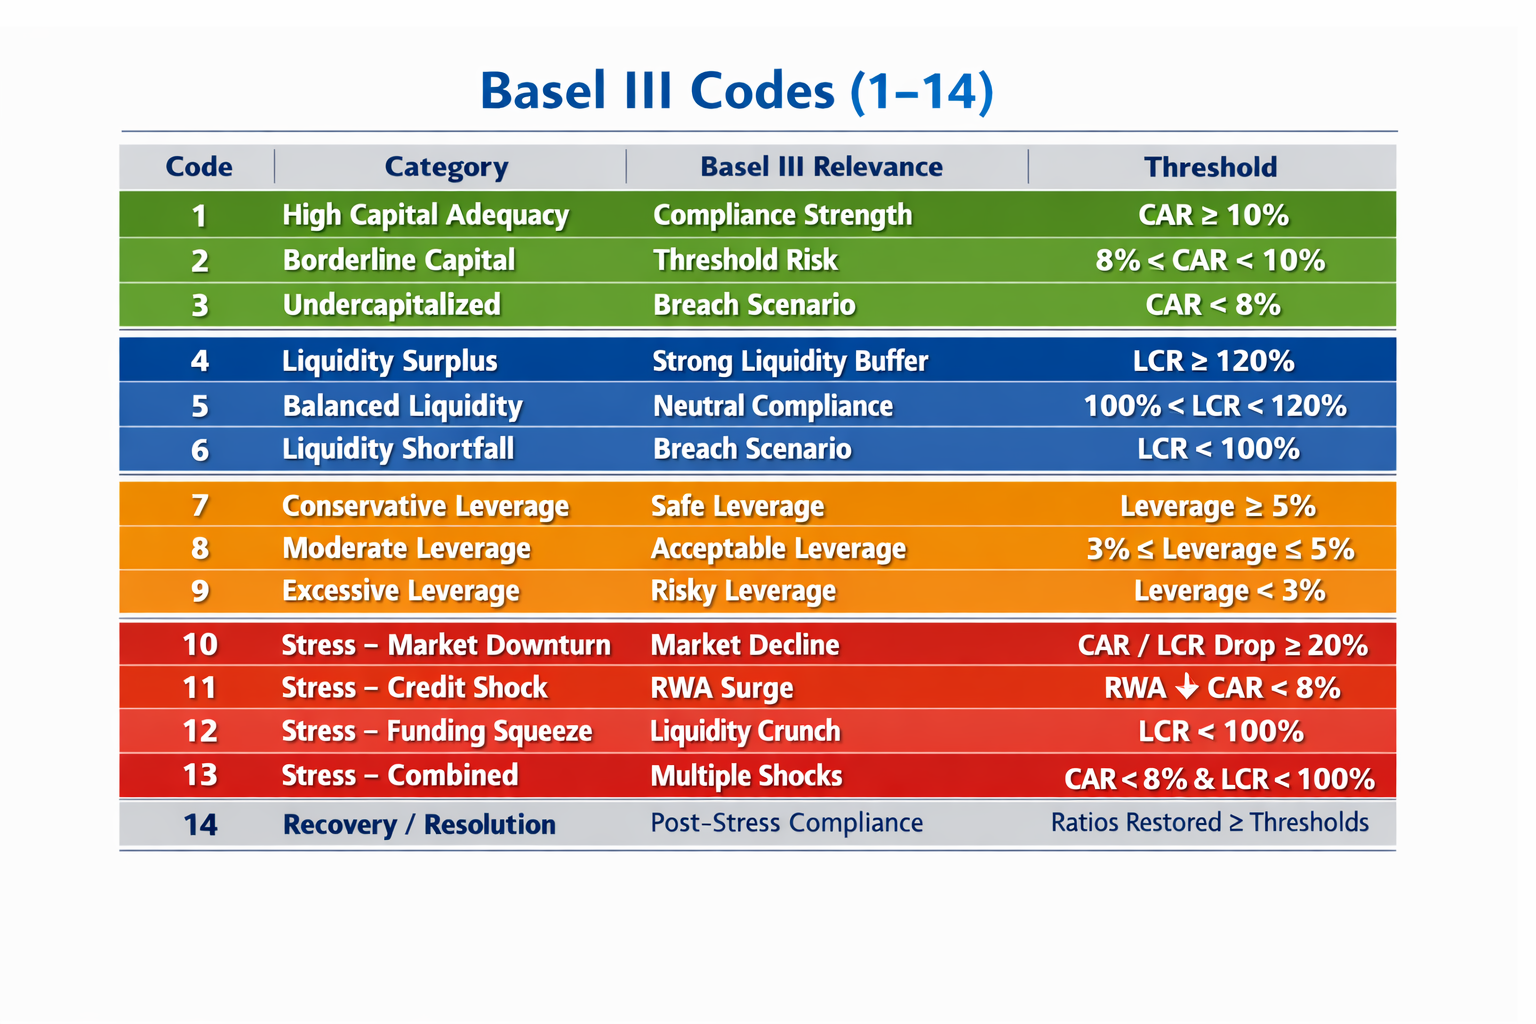 Basel III Codes (1–14)
Code Category Basel III Relevance Threshold
1 High Capital Adequacy Compliance Strength CAR ≥ 10%
2 Borderline Capital Threshold Risk 8% ≤ CAR < 10%
3 Undercapitalized Breach Scenario CAR < 8%
4 Liquidity Surplus Strong Liquidity Buffer LCR ≥ 120%
5 Balanced Liquidity Neutral Compliance 100% < LCR < 120%
6 Liquidity Shortfall Breach Scenario LCR < 100%
7 Conservative Leverage Safe Leverage Leverage ≥ 5%
8 Moderate Leverage Acceptable Leverage 3% ≤ Leverage ≤ 5%
9 Excessive Leverage Risky Leverage Leverage < 3%
10 Stress – Market Downturn Market Decline CAR / LCR Drop ≥ 20%
11 Stress – Credit Shock RWA Surge RWA ↓ CAR < 8%
12 Stress – Funding Squeeze Liquidity Crunch LCR < 100%
13 Stress – Combined Multiple Shocks CAR < 8% & LCR < 100%
14 Recovery / Resolution Post-Stress Compliance Ratios Restored ≥ Thresholds